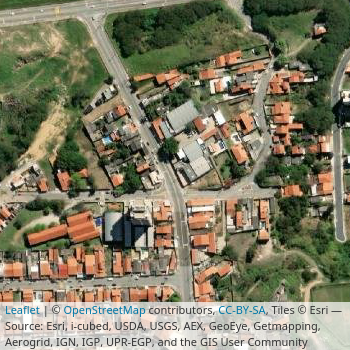 Leaflet | © OpenStreetMap contributors, CC-BY-SA, Tiles © Esri —
Source: Esri, i-cubed, USDA, USGS, AEX, GeoEye, Getmapping,
Aerogrid, IGN, IGP, UPR-EGP, and the GIS User Community